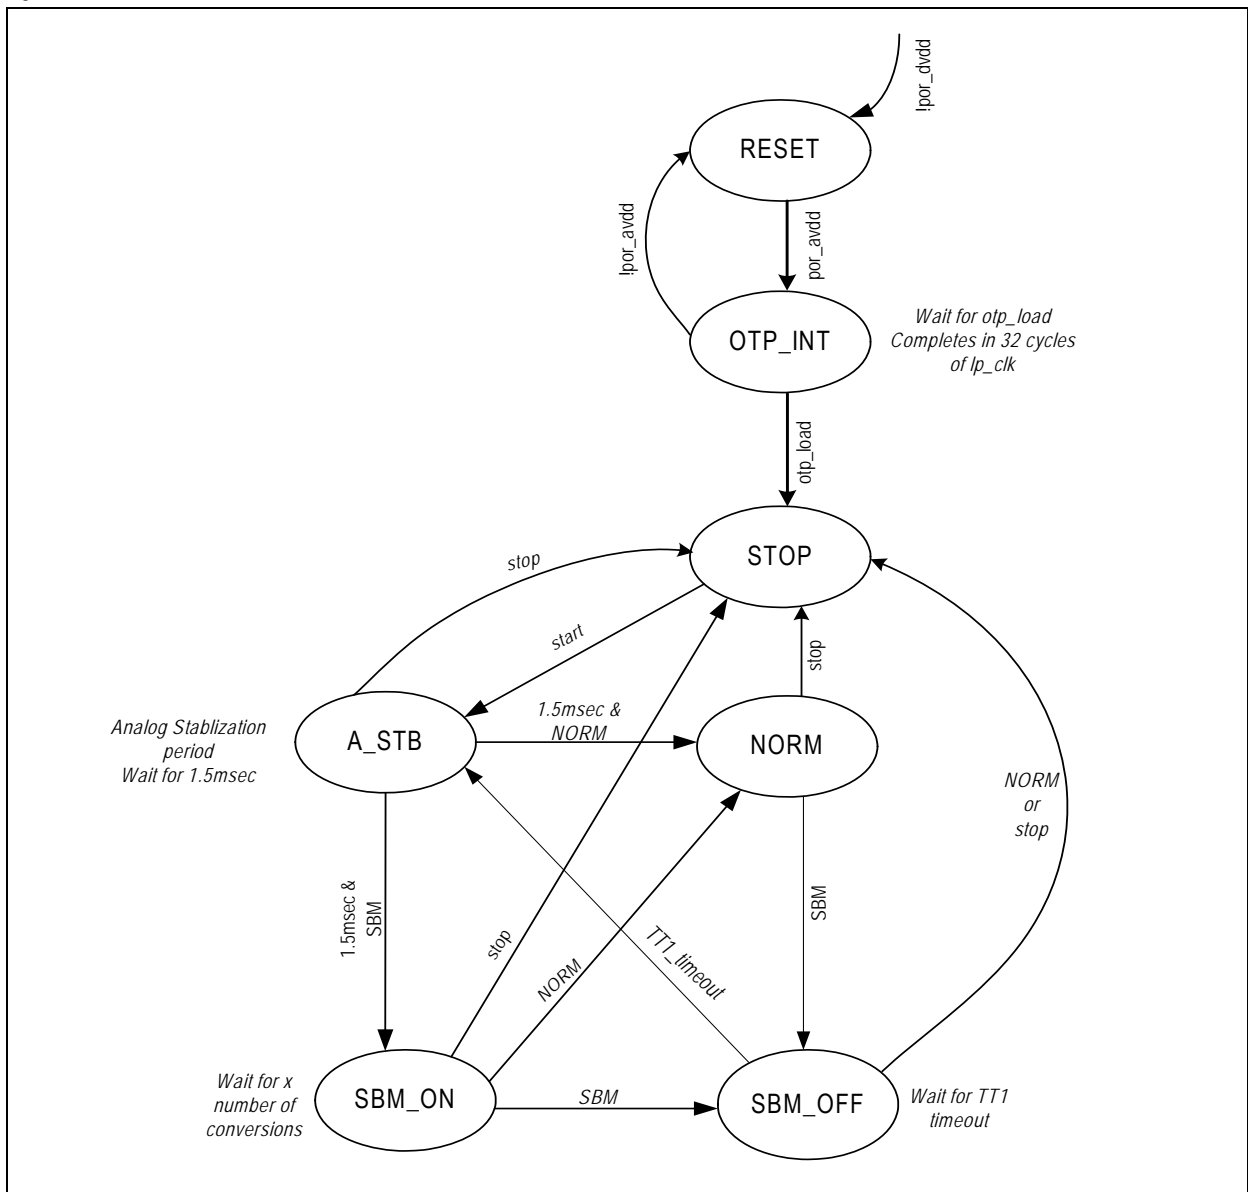 !por_dvdd
RESET
!por_avdd
por_avdd
OTP_INT
Wait for otp_load
Completes in 32 cycles
of lp_clk
otp_load
STOP
stop
start
stop
Analog Stablization
period
Wait for 1.5msec
A_STB
1.5msec &
NORM
NORM
NORM
or
stop
1.5msec &
SBM
stop
NORM
TT1_timeout
SBM
Wait for x
number of
conversions
SBM_ON
SBM
SBM_OFF
Wait for TT1
timeout